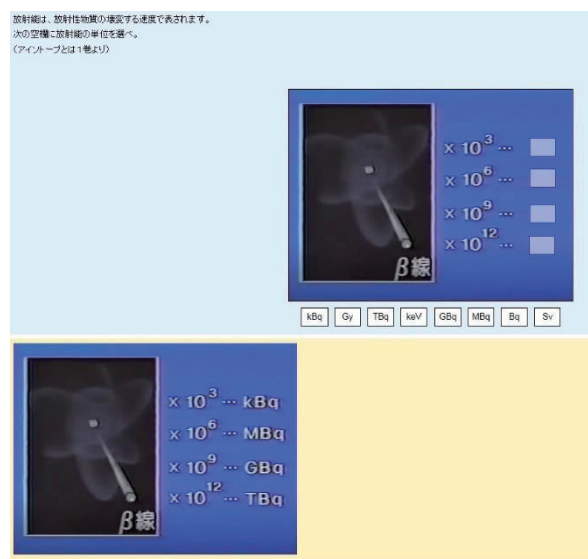 放射能は、放射性物質の壊変する速度で表されます。
次の空欄に放射能の単位を選べ。
(アイソトープとは1巻より)
× 10³ …
× 10⁶ …
× 10⁹ …
× 10¹² …
β線
kBq Gy TBq keV GBq MBq Bq Sv
× 10³ … kBq
× 10⁶ … MBq
× 10⁹ … GBq
× 10¹² … TBq
β線